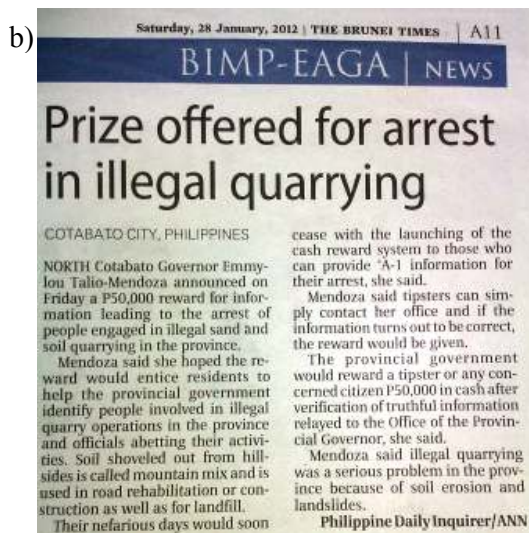 b)
Saturday, 28 January, 2012 | THE BRUNEI TIMES | A11
BIMP-EAGA | NEWS
Prize offered for arrest
in illegal quarrying
COTABATO CITY, PHILIPPINES
NORTH Cotabato Governor Emmy-
lou Talio-Mendoza announced on
Friday a P50,000 reward for infor-
mation leading to the arrest of
people engaged in illegal sand and
soil quarrying in the province.
Mendoza said she hoped the re-
ward would entice residents to
help the provincial government
identify people involved in illegal
quarry operations in the province
and officials abetting their activi-
ties. Soil shoveled out from hill-
sides is called mountain mix and is
used in road rehabilitation or con-
struction as well as for landfill.
Their nefarious days would soon
cease with the launching of the
cash reward system to those who
can provide "A-1 information for
their arrest, she said.
Mendoza said tipsters can sim-
ply contact her office and if the
information turns out to be correct,
the reward would be given.
The provincial government
would reward a tipster or any con-
cerned citizen P50,000 in cash after
verification of truthful information
relayed to the Office of the Provin-
cial Governor, she said.
Mendoza said illegal quarrying
was a serious problem in the prov-
ince because of soil erosion and
landslides.
Philippine Daily Inquirer/ANN